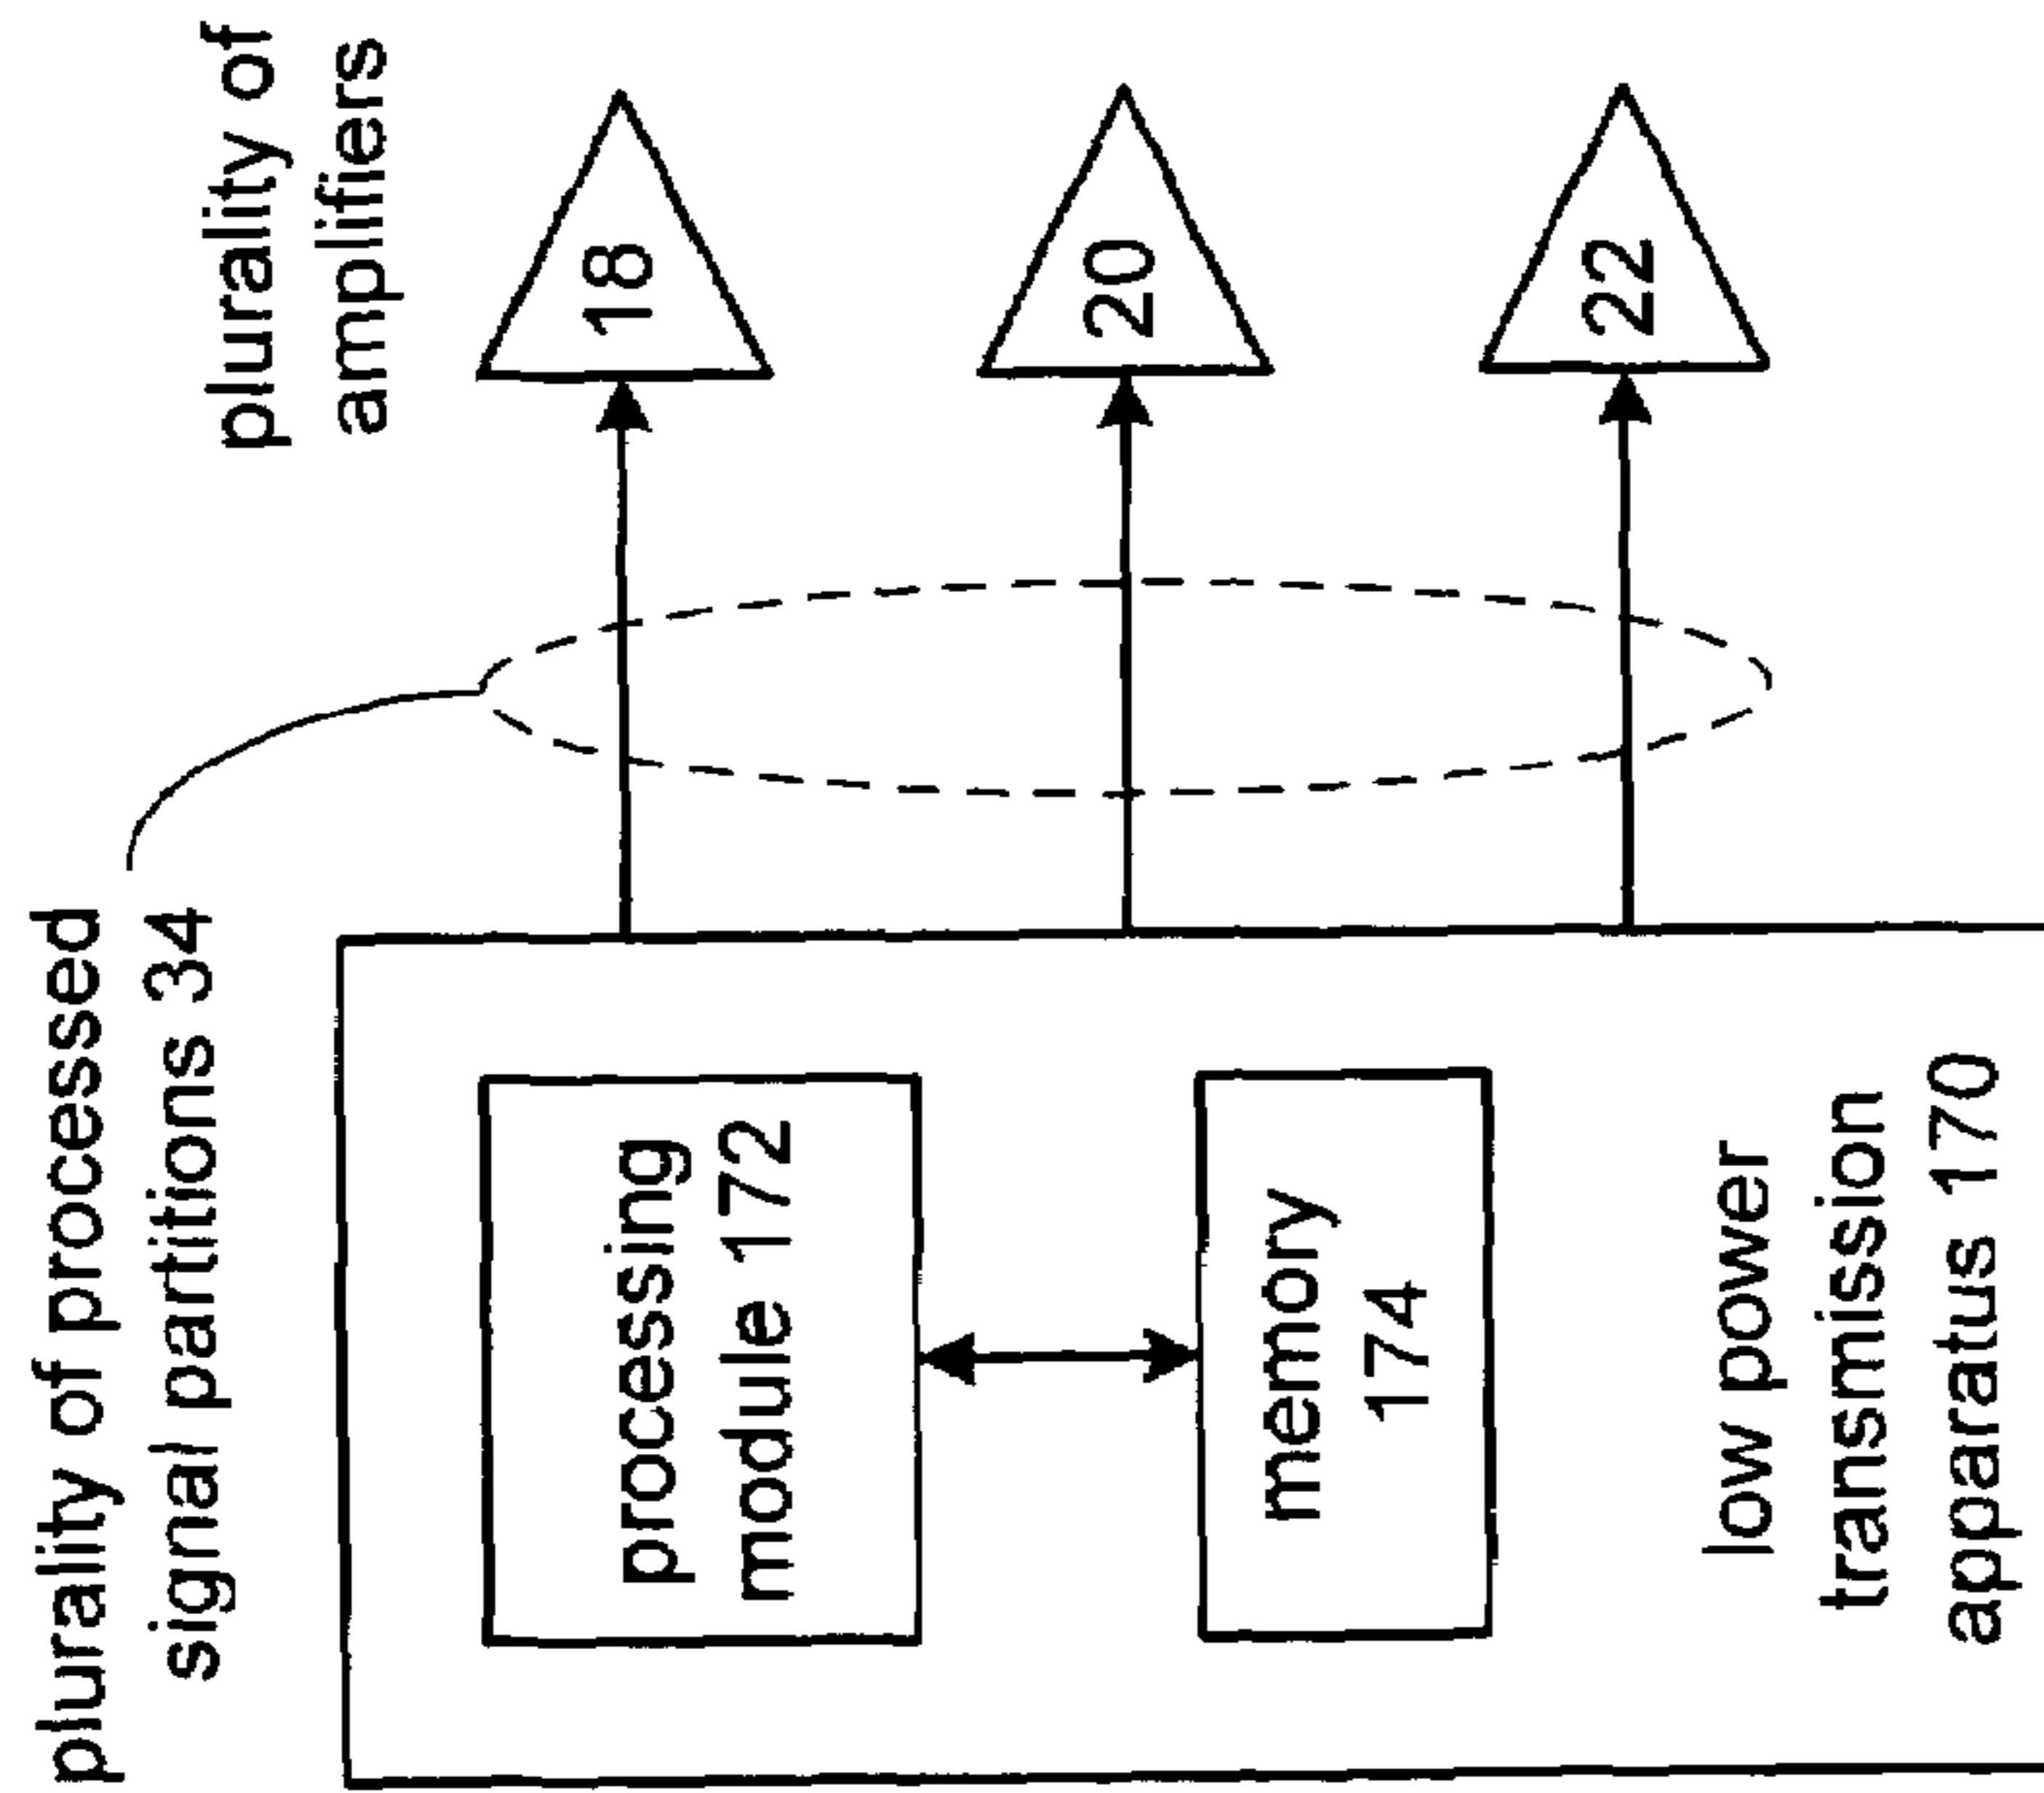 plurality of processed
signal partitions 34
plurality of
amplifiers
processing
module 172
18
20
memory
174
22
low power
transmission
apparatus 170